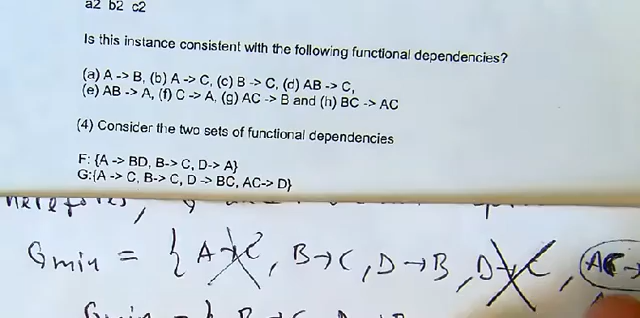 a2 b2 c2
Is this instance consistent with the following functional dependencies?
(a) A -> B, (b) A -> C, (c) B -> C, (d) AB -> C,
(e) AB -> A, (f) C -> A, (g) AC -> B and (h) BC -> AC
(4) Consider the two sets of functional dependencies
F: {A -> BD, B-> C, D-> A}
G:{A -> C, B-> C, D -> BC, AC-> D}
Gmin = { A→C, B→C, D→B, D→C, AC→
Gmin = {